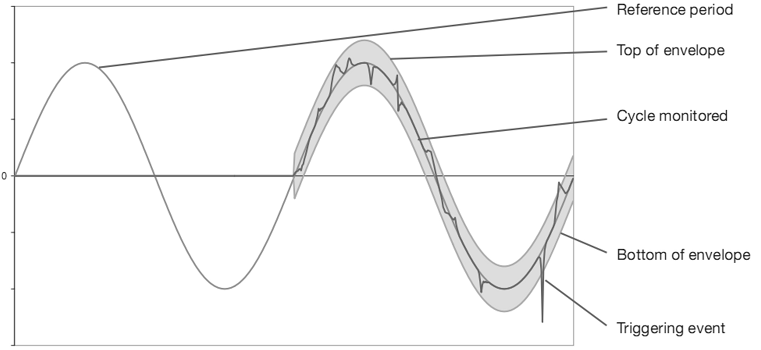 Reference period
Top of envelope
Cycle monitored
0
Bottom of envelope
Triggering event